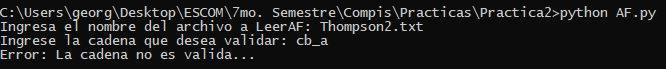 C:\Users\georg\Desktop\ESCOM\7mo. Semestre\Compis\Practicas\Practica2>python AF.py
Ingresa el nombre del archivo a LeerAF: Thompson2.txt
Ingrese la cadena que desea validar: cb_a
Error: La cadena no es valida...